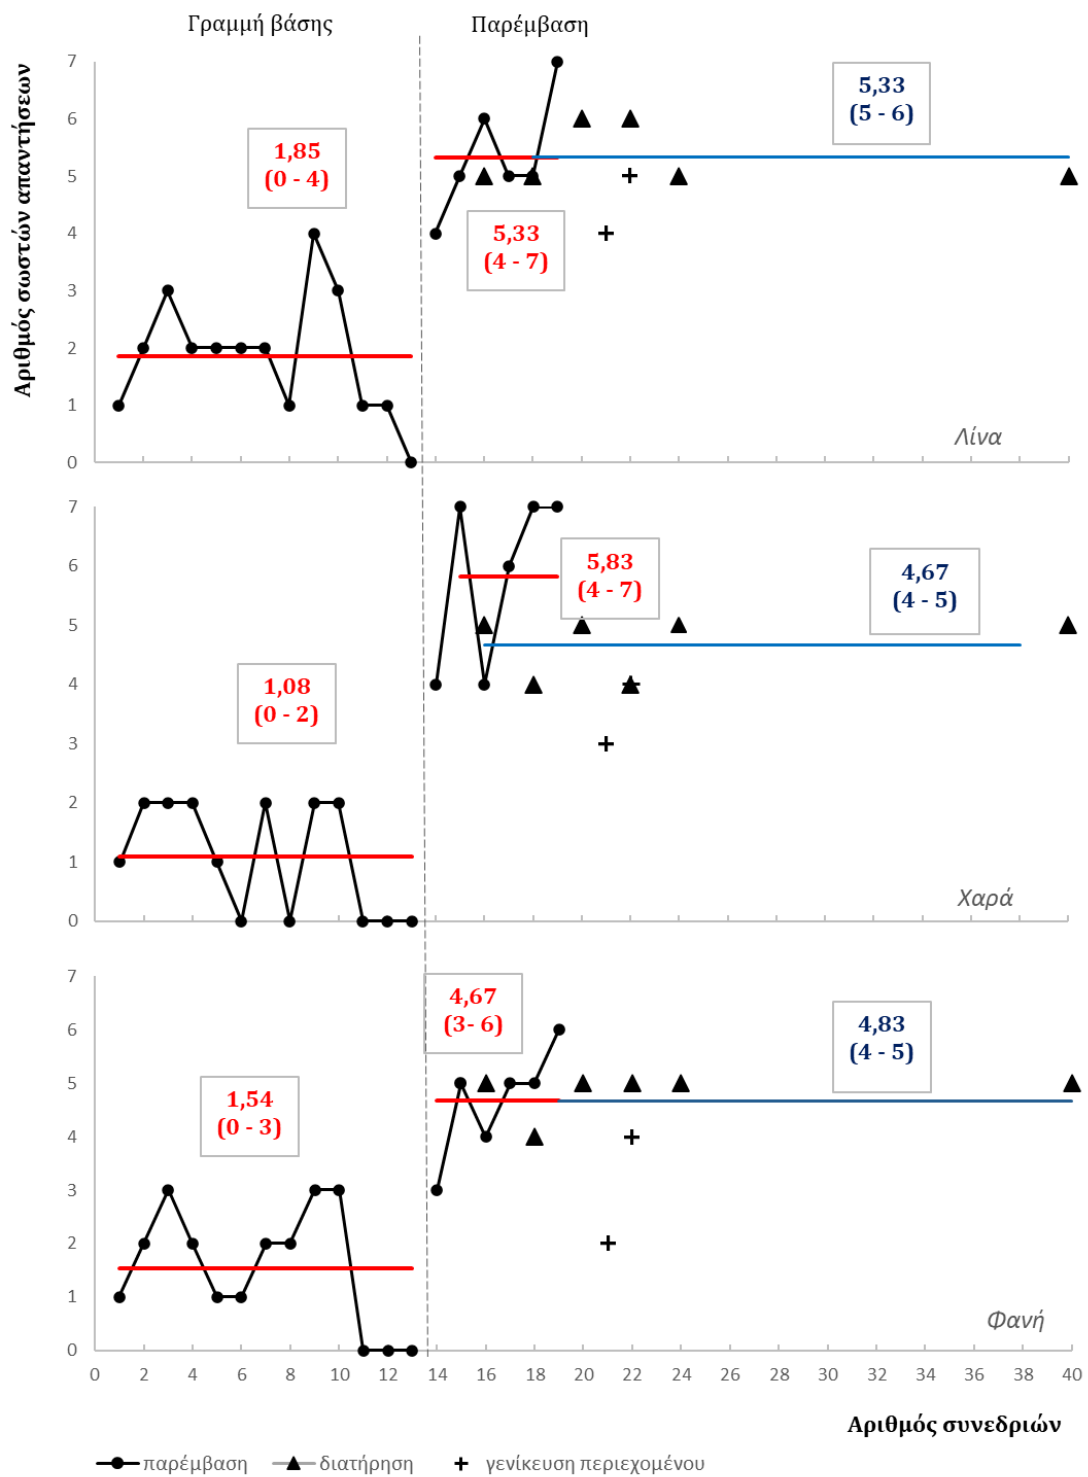 Γραμμή βάσης
Παρέμβαση
Αριθμός σωστών απαντήσεων
7
6
5
4
3
2
1
0
1,85
(0 - 4)
5,33
(4 - 7)
5,33
(5 - 6)
Λίνα
7
6
5
4
3
2
1
0
1,08
(0 - 2)
5,83
(4 - 7)
4,67
(4 - 5)
Χαρά
7
6
5
4
3
2
1
0
1,54
(0 - 3)
4,67
(3- 6)
4,83
(4 - 5)
Φανή
0 2 4 6 8 10 12 14 16 18 20 22 24 26 28 30 32 34 36 38 40
Αριθμός συνεδριών
παρέμβαση διατήρηση γενίκευση περιεχομένου